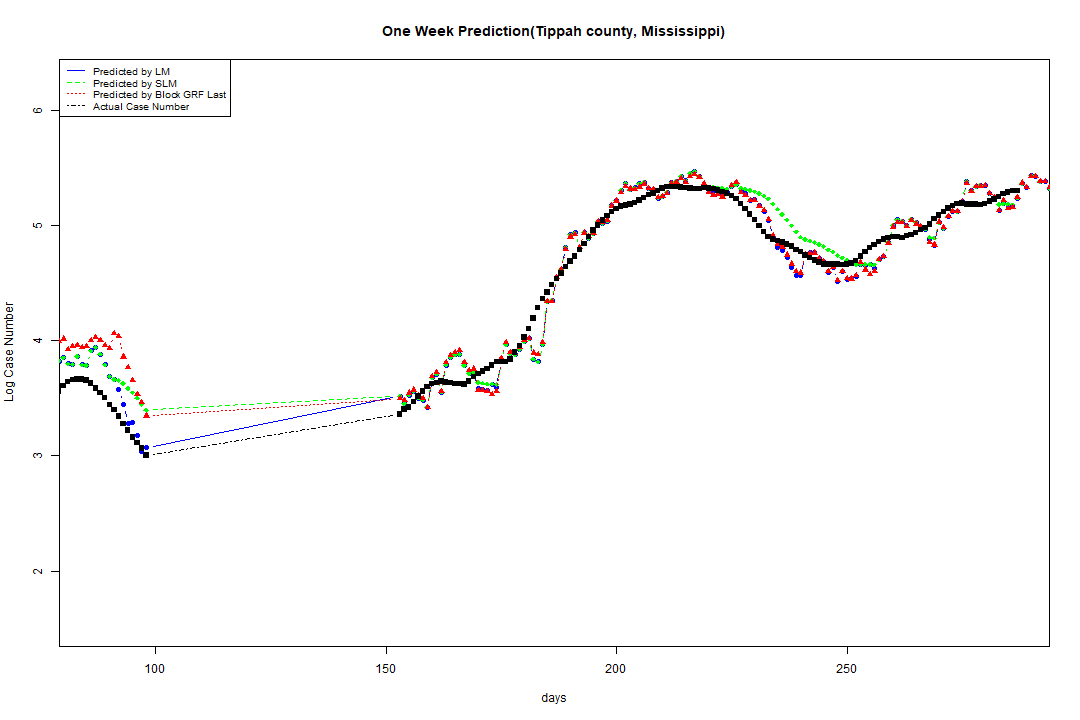 One Week Prediction(Tippah county, Mississippi)
Predicted by LM
Predicted by SLM
Predicted by Block GRF Last
Actual Case Number
6
5
4
3
2
Log Case Number
100 150 200 250
days